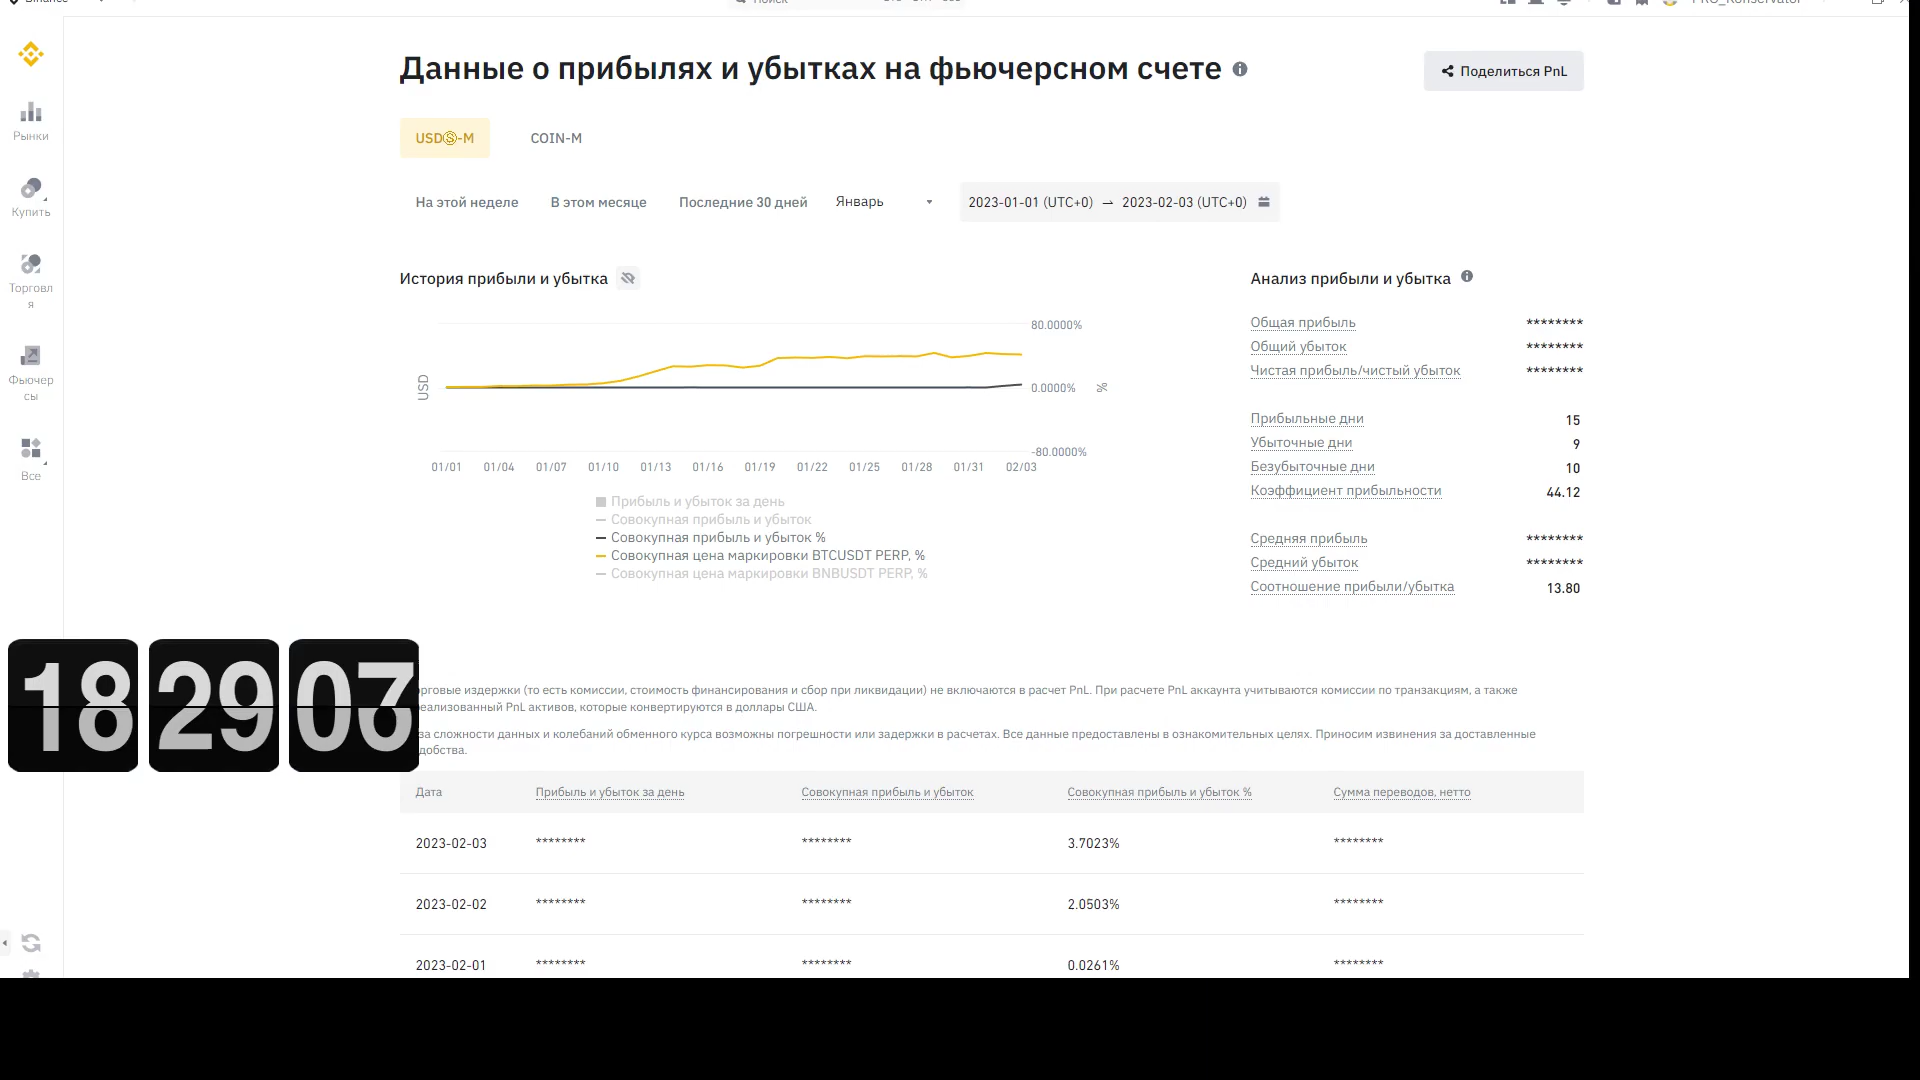 Данные о прибылях и убытках на фьючерсном счете
Поделиться PnL
Рынки
Купить
Торговл
я
Фьючер
сы
Все
USDⓈ-M
COIN-M
На этой неделе
В этом месяце
Последние 30 дней
Январь
2023-01-01 (UTC+0) → 2023-02-03 (UTC+0)
История прибыли и убытка
80.0000%
0.0000%
-80.0000%
USD
%
01/01 01/04 01/07 01/10 01/13 01/16 01/19 01/22 01/25 01/28 01/31 02/03
Прибыль и убыток за день
Совокупная прибыль и убыток
Совокупная прибыль и убыток %
Совокупная цена маркировки BTCUSDT PERP, %
Совокупная цена маркировки BNBUSDT PERP, %
Анализ прибыли и убытка
Общая прибыль ********
Общий убыток ********
Чистая прибыль/чистый убыток ********
Прибыльные дни 15
Убыточные дни 9
Безубыточные дни 10
Коэффициент прибыльности 44.12
Средняя прибыль ********
Средний убыток ********
Соотношение прибыли/убытка 13.80
18 29
издержки (то есть комиссии, стоимость финансирования и сбор при ликвидации) не включаются в расчет PnL. При расчете PnL аккаунта учитываются комиссии по транзакциям, а также
PnL активов, которые конвертируются в доллары США.
за сложности данных и колебаний обменного курса возможны погрешности или задержки в расчетах. Все данные предоставлены в ознакомительных целях. Приносим извинения за доставленные
Дата Прибыль и убыток за день Совокупная прибыль и убыток Совокупная прибыль и убыток % Сумма переводов, нетто
2023-02-03 ******** ******** 3.7023% ********
2023-02-02 ******** ******** 2.0503% ********
2023-02-01 ******** ******** 0.0261% ********